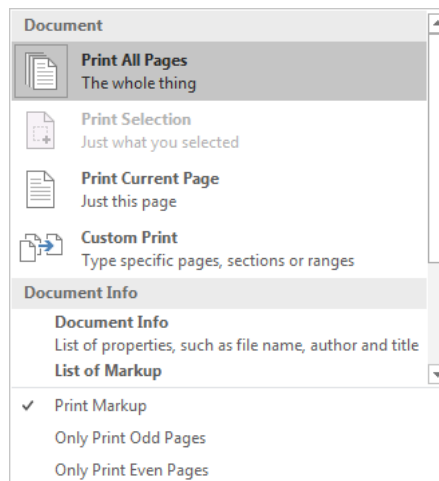 Document
Print All Pages
The whole thing
Print Selection
Just what you selected
Print Current Page
Just this page
Custom Print
Type specific pages, sections or ranges
Document Info
Document Info
List of properties, such as file name, author and title
List of Markup
Print Markup
Only Print Odd Pages
Only Print Even Pages